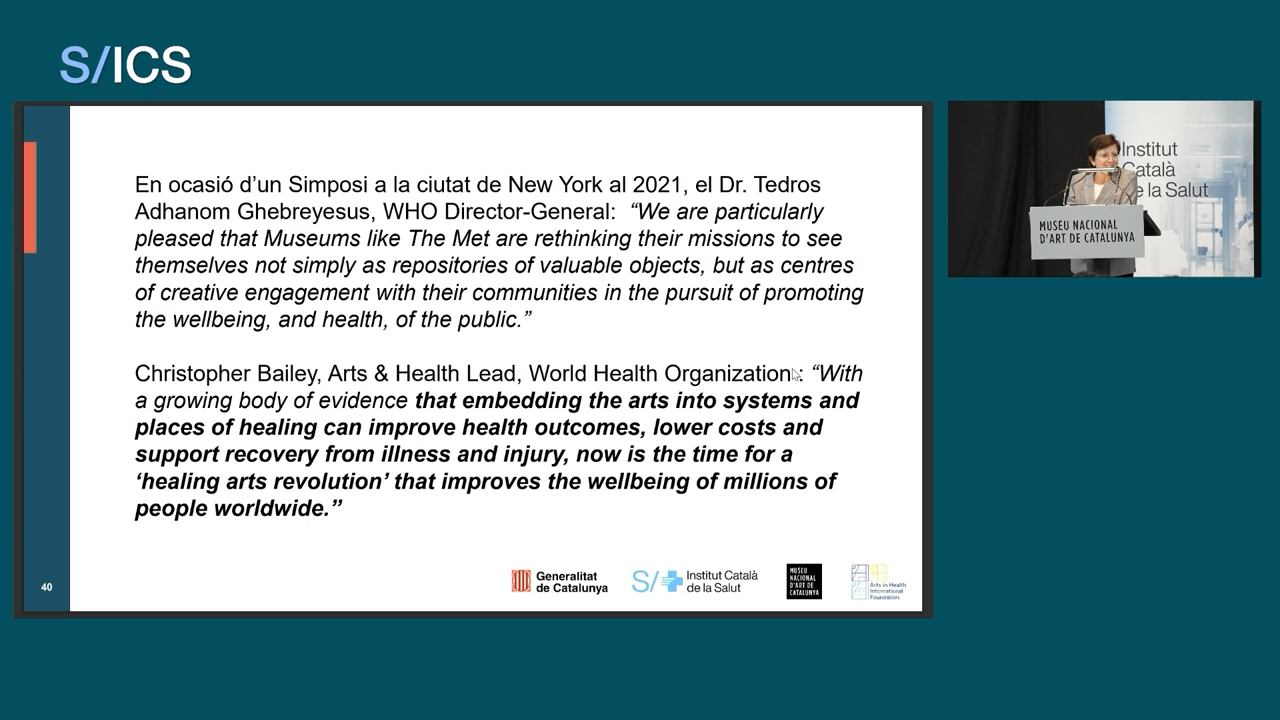 S/ICS
En ocasió d’un Simposi a la ciutat de New York al 2021, el Dr. Tedros
Adhanom Ghebreyesus, WHO Director-General: “We are particularly
pleased that Museums like The Met are rethinking their missions to see
themselves not simply as repositories of valuable objects, but as centres
of creative engagement with their communities in the pursuit of promoting
the wellbeing, and health, of the public.”
Christopher Bailey, Arts & Health Lead, World Health Organization: “With
a growing body of evidence that embedding the arts into systems and
places of healing can improve health outcomes, lower costs and
support recovery from illness and injury, now is the time for a
‘healing arts revolution’ that improves the wellbeing of millions of
people worldwide.”
40
Generalitat
de Catalunya
S/
Institut Català
de la Salut
MUSEU
NACIONAL
D'ART DE
CATALUNYA
Arts in Health
International
Foundation
Institut
Català
de la Salut
MUSEU NACIONAL
D'ART DE CATALUNYA